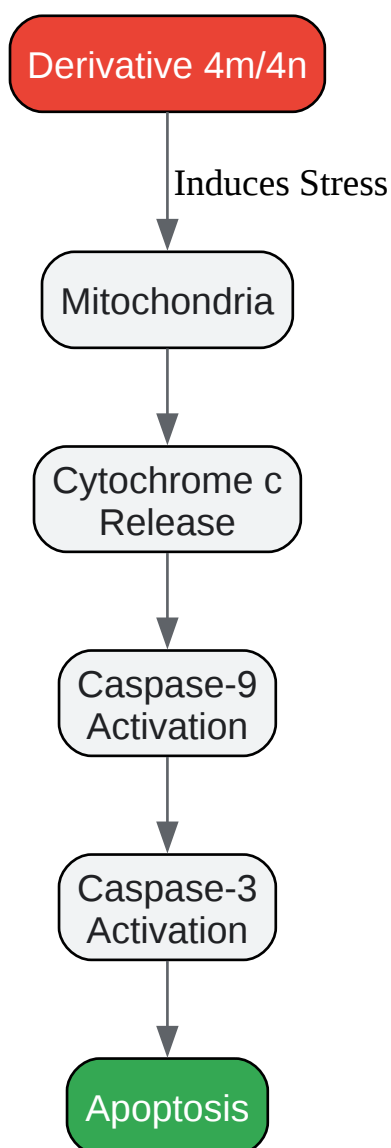 Derivative 4m/4n
Induces Stress
Mitochondria
Cytochrome c
Release
Caspase-9
Activation
Caspase-3
Activation
Apoptosis